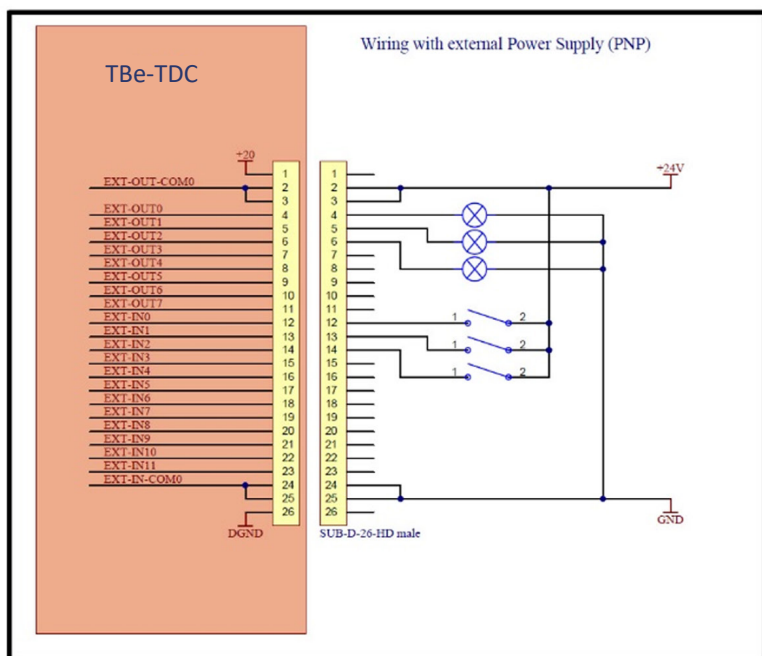 Wiring with external Power Supply (PNP)
TBe-TDC
+20
+24V
EXT-OUT-COM0
EXT-OUT0
EXT-OUT1
EXT-OUT2
EXT-OUT3
EXT-OUT4
EXT-OUT5
EXT-OUT6
EXT-OUT7
EXT-IN0
EXT-IN1
EXT-IN2
EXT-IN3
EXT-IN4
EXT-IN5
EXT-IN6
EXT-IN7
EXT-IN8
EXT-IN9
EXT-IN10
EXT-IN11
EXT-IN-COM0
DGND
1
2
3
4
5
6
7
8
9
10
11
12
13
14
15
16
17
18
19
20
21
22
23
24
25
26
1
2
3
4
5
6
7
8
9
10
11
12
13
14
15
16
17
18
19
20
21
22
23
24
25
26
SUB-D-26-HD male
1 2
1 2
1 2
GND